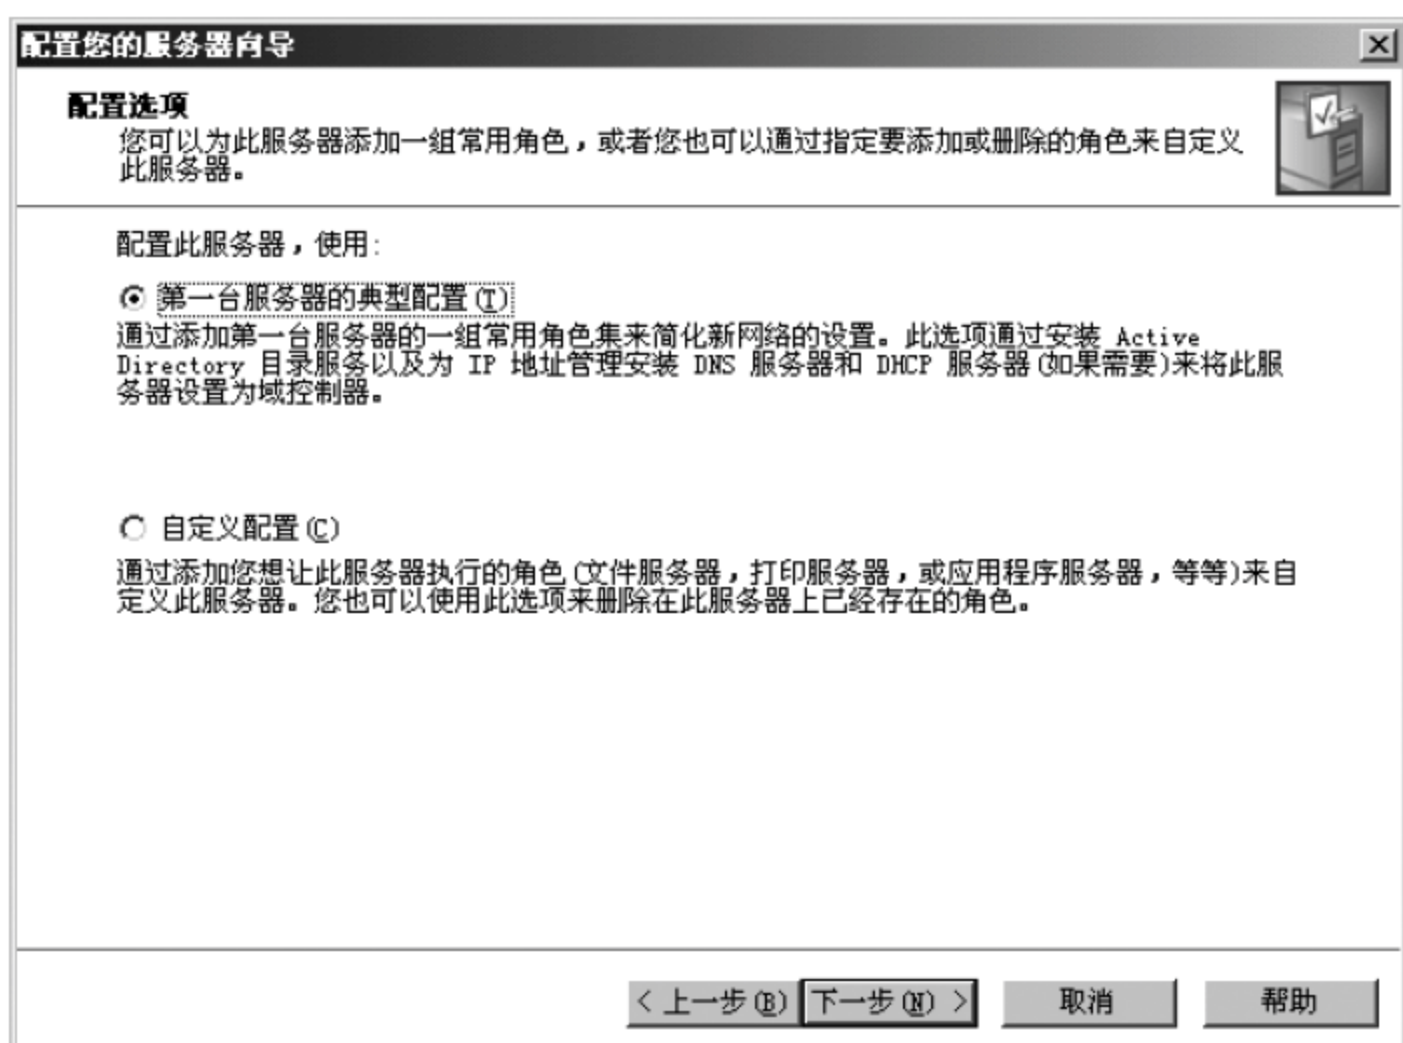 配置您的服务器向导
配置选项
您可以为此服务器添加一组常用角色，或者您也可以通过指定要添加或删除的角色来自定义
此服务器。
配置此服务器，使用:
第一台服务器的典型配置(T)
通过添加第一台服务器的一组常用角色集来简化新网络的设置。此选项通过安装 Active
Directory 目录服务以及为 IP 地址管理安装 DNS 服务器和 DHCP 服务器(如果需要)来将此服
务器设置为域控制器。
自定义配置(C)
通过添加您想让此服务器执行的角色(文件服务器，打印服务器，或应用程序服务器，等等)来自
定义此服务器。您也可以使用此选项来删除在此服务器上已经存在的角色。
< 上一步(B) 下一步(N) > 取消 帮助